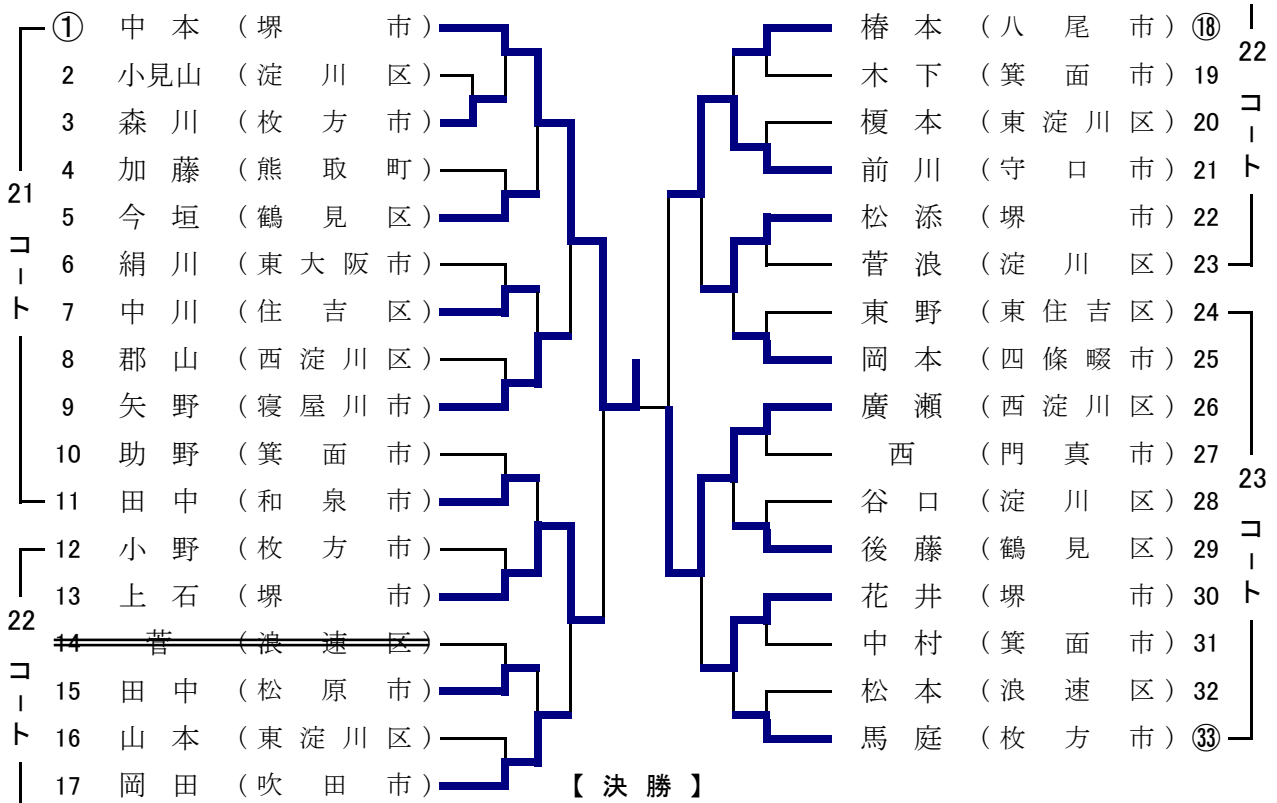 ① 中本 (堺市)
2 小見山 (淀川区)
3 森川 (枚方市)
4 加藤 (熊取町)
5 今垣 (鶴見区)
6 絹川 (東大阪市)
7 中川 (住吉区)
8 郡山 (西淀川区)
9 矢野 (寝屋川市)
10 助野 (箕面市)
11 田中 (和泉市)
12 小野 (枚方市)
13 上石 (堺市)
14 菅 (浪速区)
15 田中 (松原市)
16 山本 (東淀川区)
17 岡田 (吹田市)
21コート
22コート
【決勝】
椿本 (八尾市) ⑱
木下 (箕面市) 19
榎本 (東淀川区) 20
前川 (守口市) 21
松添 (堺市) 22
菅浪 (淀川区) 23
東野 (東住吉区) 24
岡本 (四條畷市) 25
廣瀬 (西淀川区) 26
西 (門真市) 27
谷口 (淀川区) 28
後藤 (鶴見区) 29
花井 (堺市) 30
中村 (箕面市) 31
松本 (浪速区) 32
馬庭 (枚方市) ㉝
22コート
23コート